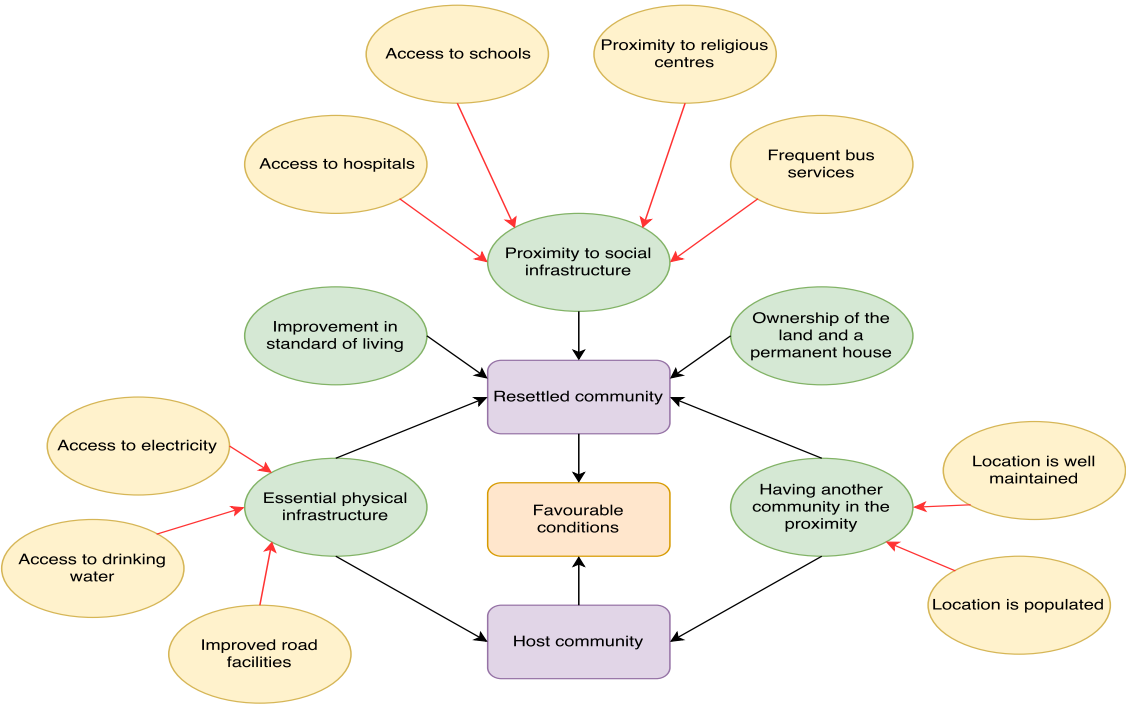 Access to schools
Proximity to religious
centres
Access to hospitals
Frequent bus
services
Proximity to social
infrastructure
Improvement in
standard of living
Ownership of the
land and a
permanent house
Resettled community
Access to electricity
Location is well
maintained
Essential physical
infrastructure
Favourable
conditions
Having another
community in the
proximity
Access to drinking
water
Location is populated
Improved road
facilities
Host community